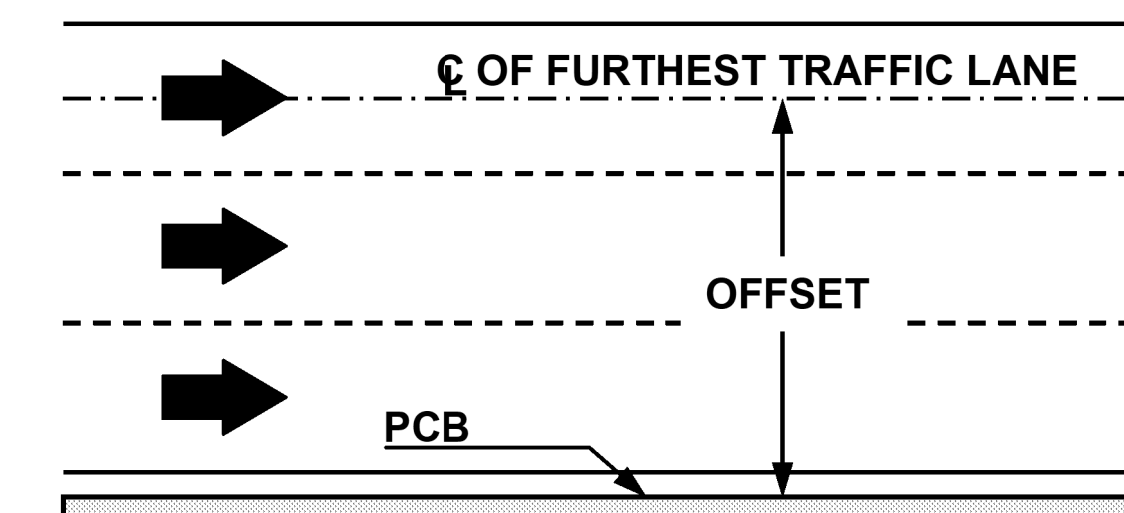 ℄ OF FURTHEST TRAFFIC LANE
OFFSET
PCB